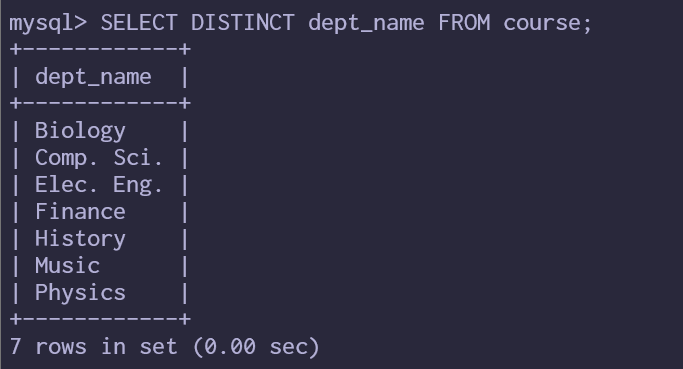 mysql> SELECT DISTINCT dept_name FROM course;
+------------+
| dept_name  |
+------------+
| Biology    |
| Comp. Sci. |
| Elec. Eng. |
| Finance    |
| History    |
| Music      |
| Physics    |
+------------+
7 rows in set (0.00 sec)